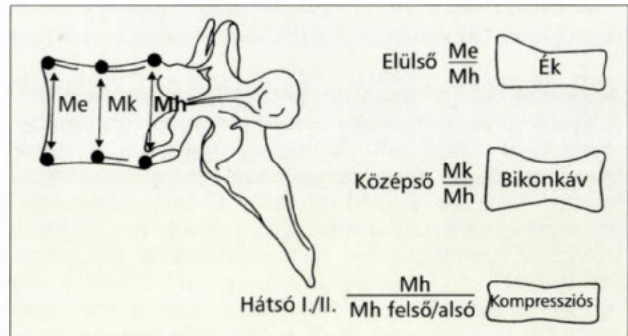 Me Mk Mh
Elülső Me/Mh Ék
Középső Mk/Mh Bikonkáv
Hátsó I./II. Mh/Mh felső/alsó Kompressziós